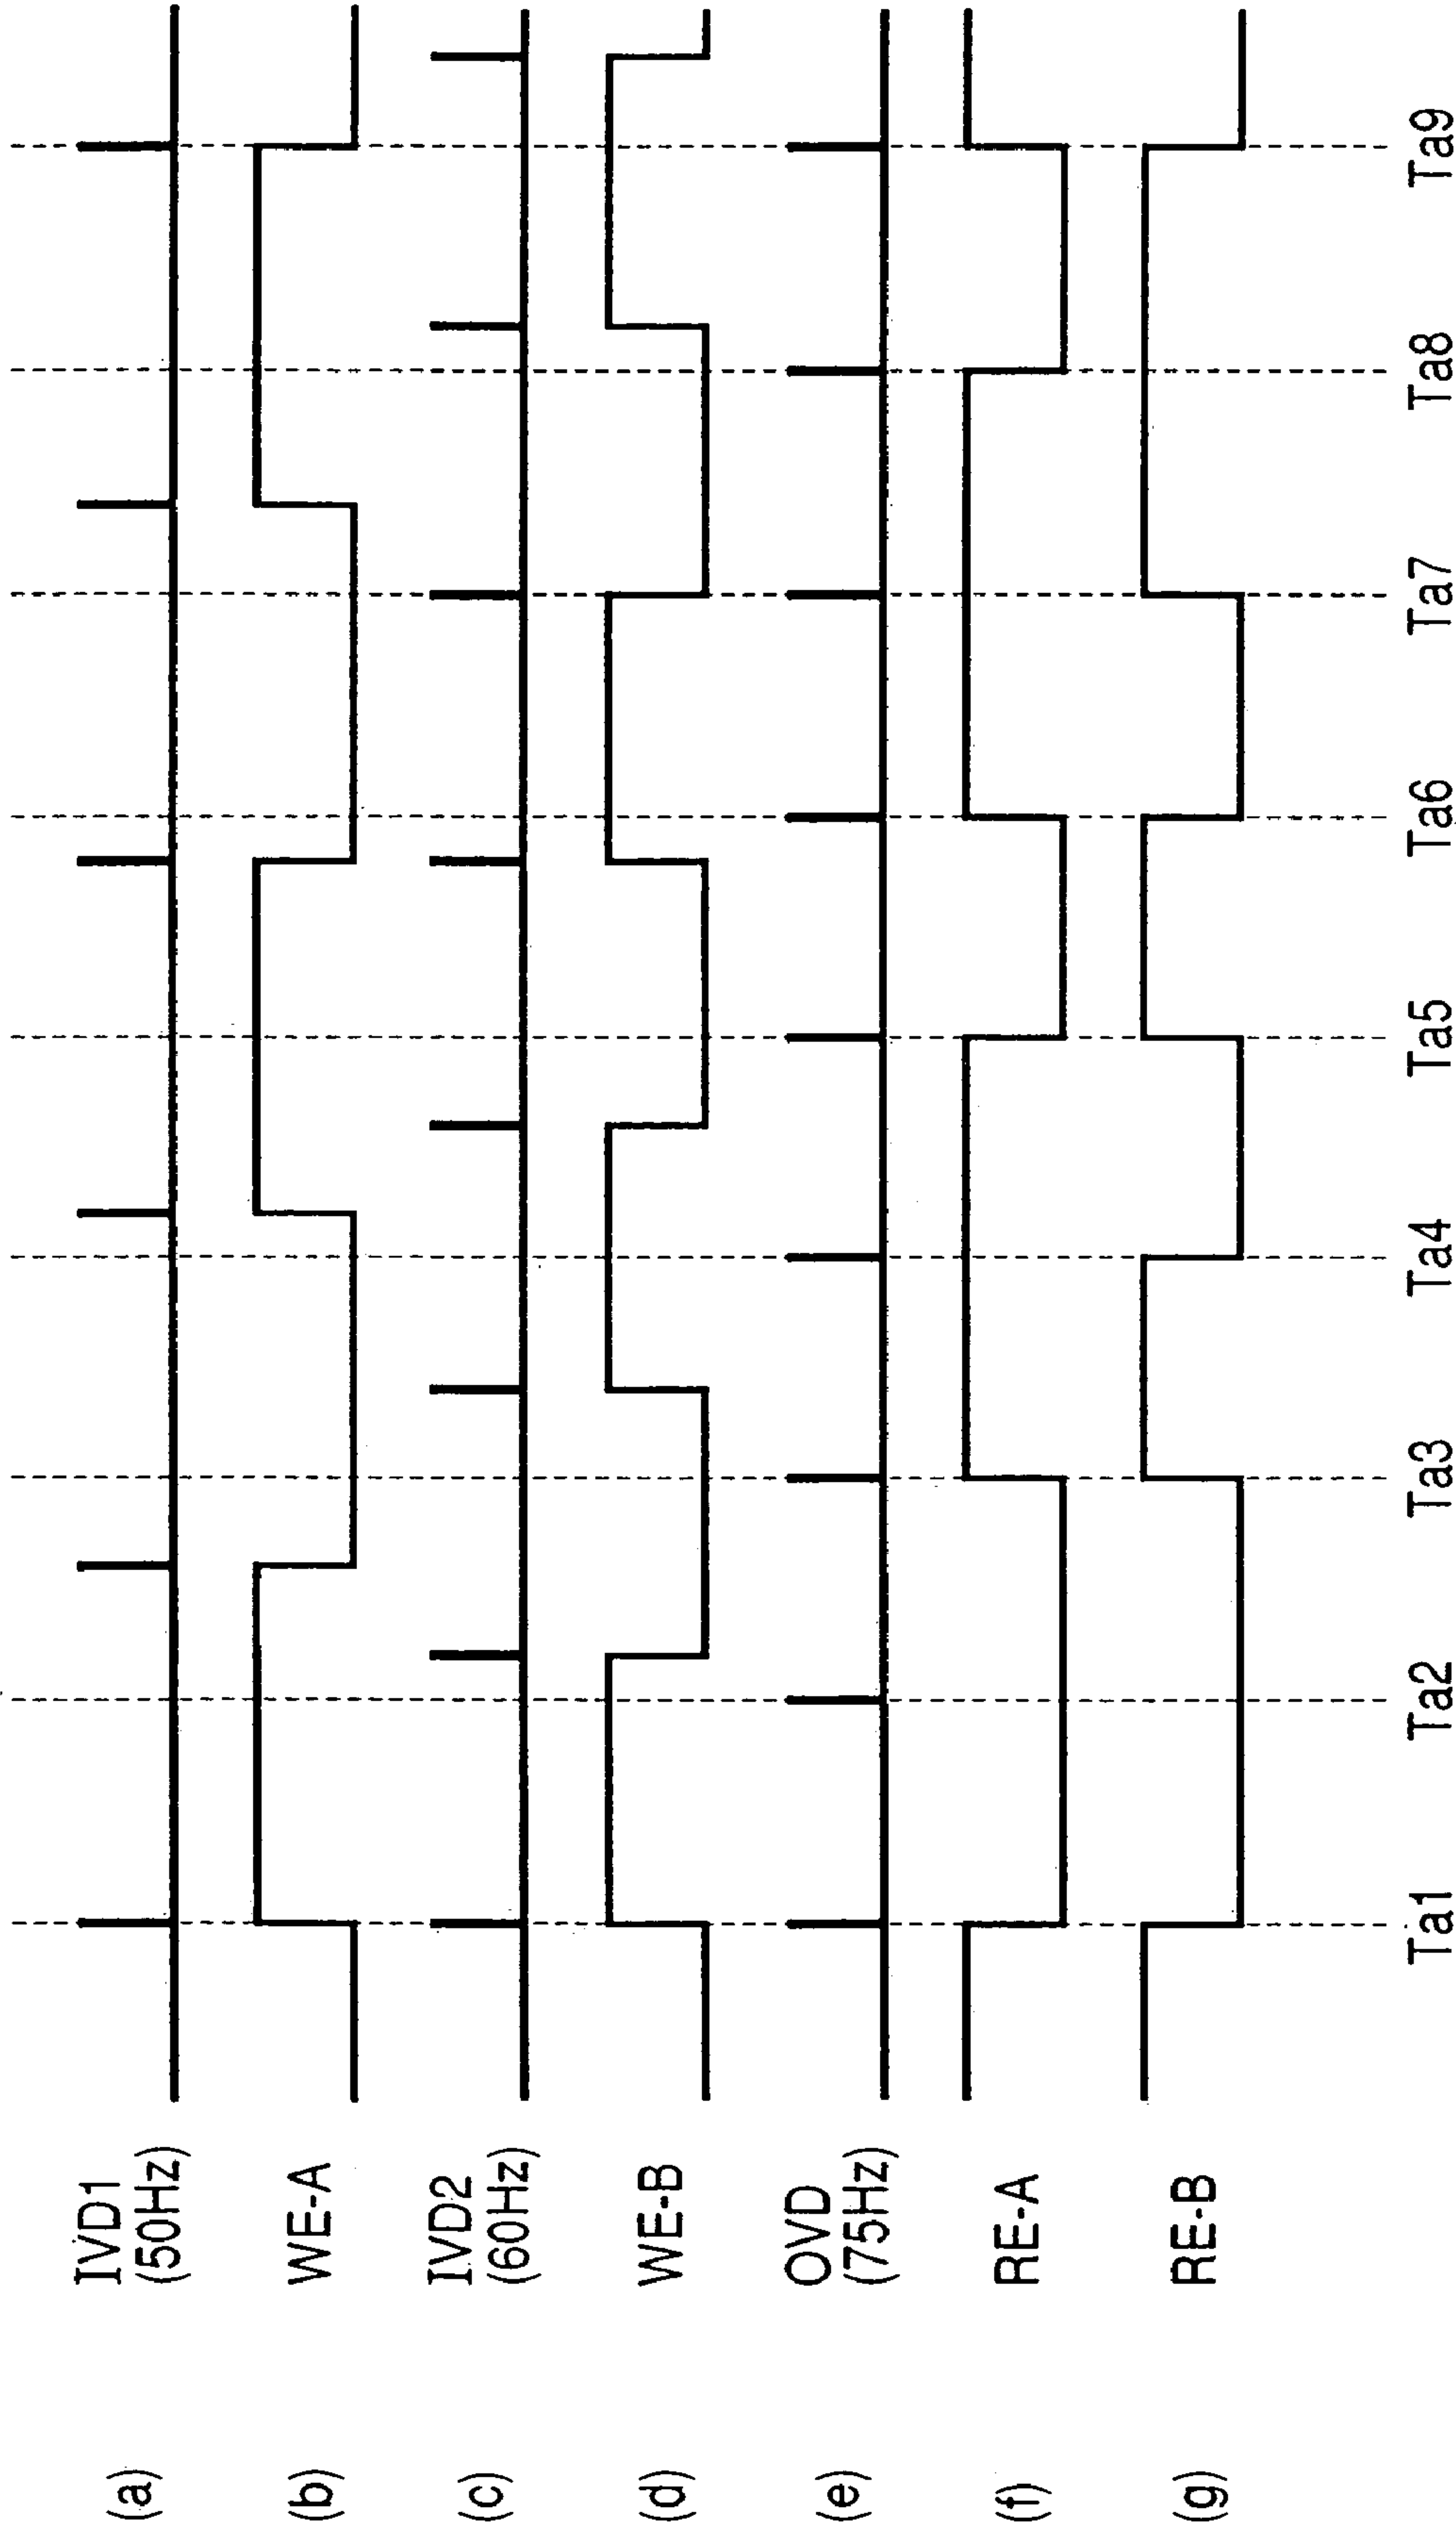 (a) IVD1
(50Hz)
(b) WE-A
(c) IVD2
(60Hz)
(d) WE-B
(e) OVD
(75Hz)
(f) RE-A
(g) RE-B
Ta1 Ta2 Ta3 Ta4 Ta5 Ta6 Ta7 Ta8 Ta9